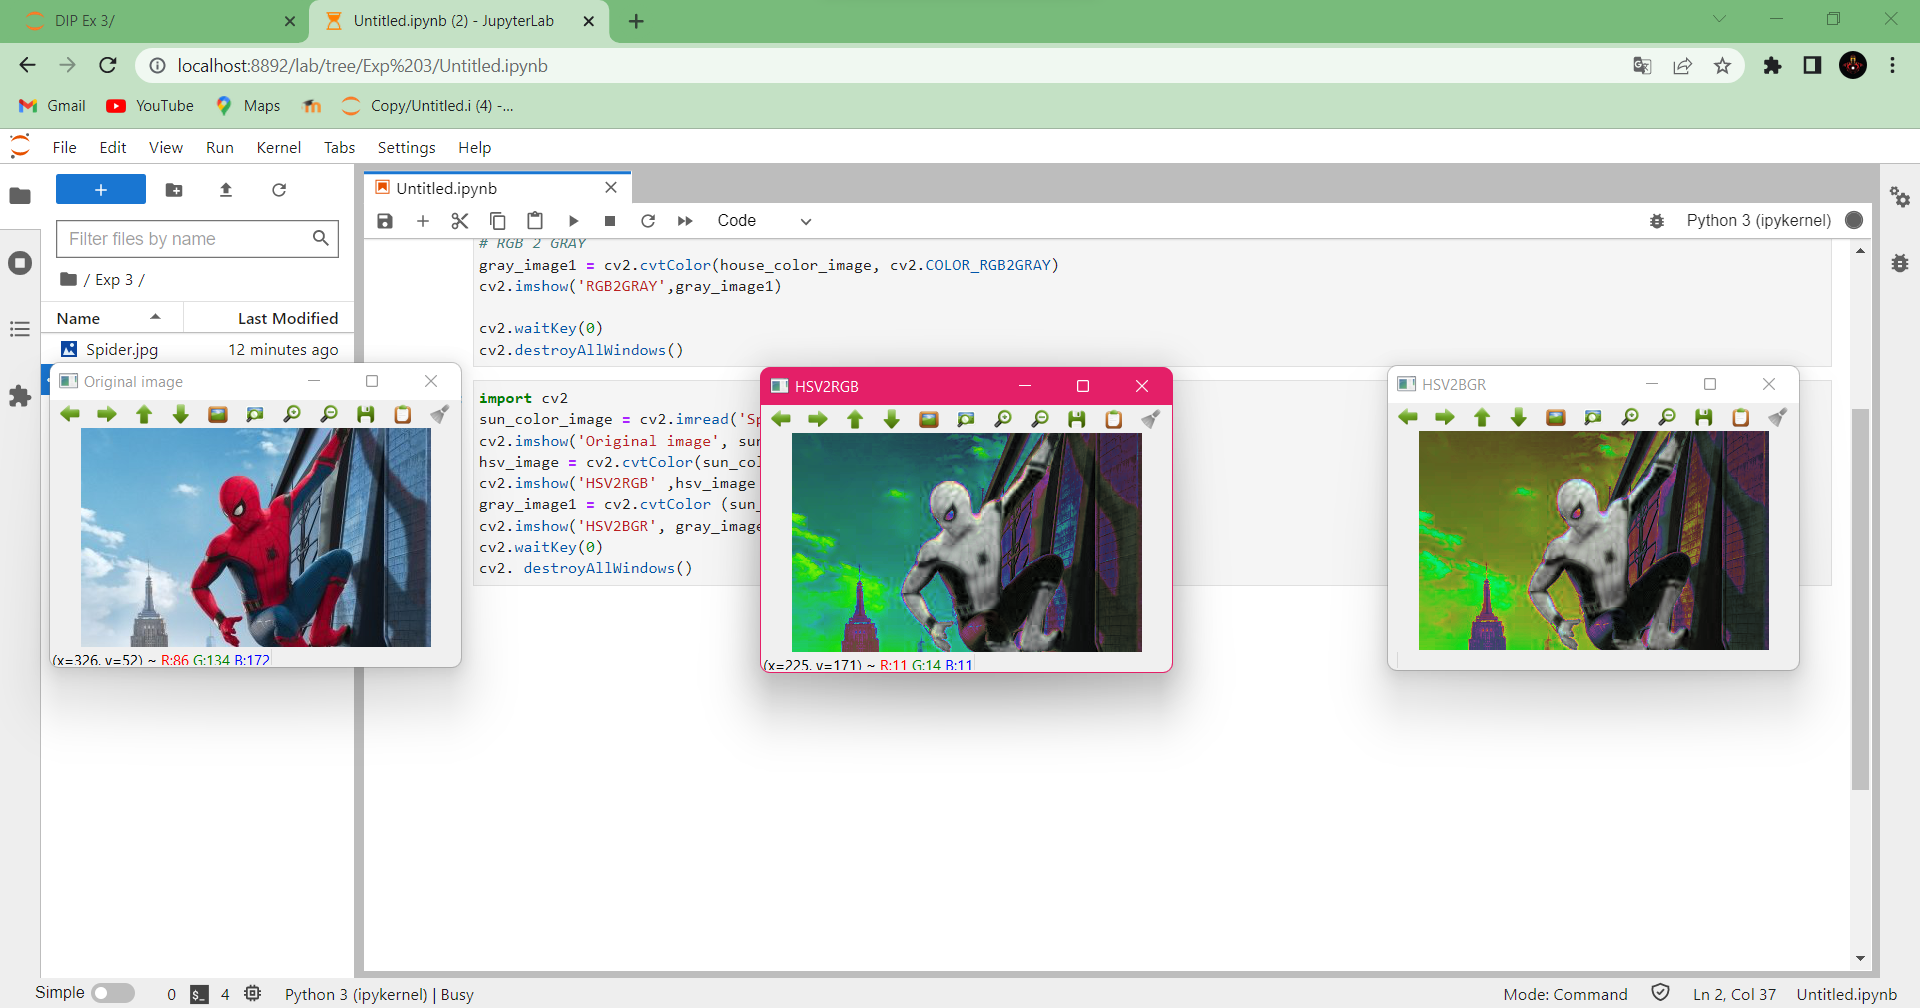 DIP Ex 3/
Untitled.ipynb (2) - JupyterLab
localhost:8892/lab/tree/Exp%203/Untitled.ipynb
Gmail
YouTube
Maps
Copy/Untitled.i (4) -...
File Edit View Run Kernel Tabs Settings Help
Filter files by name
/ Exp 3 /
Name Last Modified
Spider.jpg 12 minutes ago
Untitled.ipynb
Code
Python 3 (ipykernel)
# RGB 2 GRAY
gray_image1 = cv2.cvtColor(house_color_image, cv2.COLOR_RGB2GRAY)
cv2.imshow('RGB2GRAY',gray_image1)
cv2.waitKey(0)
cv2.destroyAllWindows()
import cv2
sun_color_image = cv2.imread('Sp
cv2.imshow('Original image', sun
hsv_image = cv2.cvtColor(sun_col
cv2.imshow('HSV2RGB' ,hsv_image
gray_image1 = cv2.cvtColor (sun_
cv2.imshow('HSV2BGR', gray_image
cv2.waitKey(0)
cv2. destroyAllWindows()
Original image
(x=326, y=52) ~ R:86 G:134 B:172
HSV2RGB
(x=225, y=171) ~ R:11 G:14 B:11
HSV2BGR
Simple
0
$_
4
Python 3 (ipykernel) | Busy
Mode: Command
Ln 2, Col 37
Untitled.ipynb